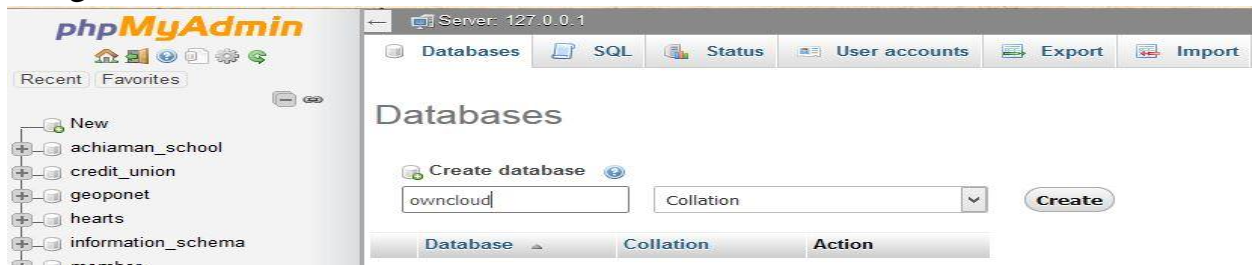 phpMyAdmin
Recent Favorites
New
achiaman_school
credit_union
geoponet
hearts
information_schema
Server: 127.0.0.1
Databases SQL Status User accounts Export Import
Databases
Create database
owncloud Collation Create
Database Collation Action